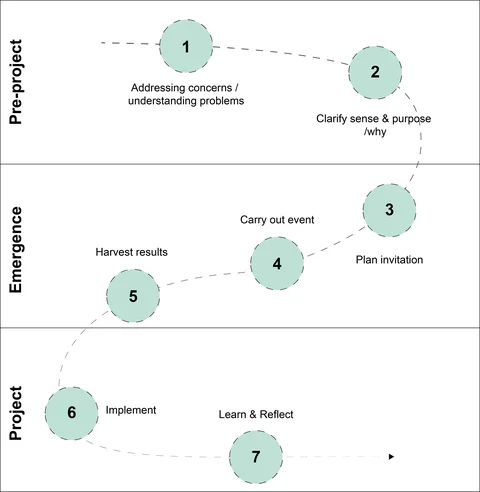 Pre-project
1
Addressing concerns /
understanding problems
2
Clarify sense & purpose
/why
Emergence
3
Plan invitation
Carry out event
4
Harvest results
5
Project
6
Implement
Learn & Reflect
7